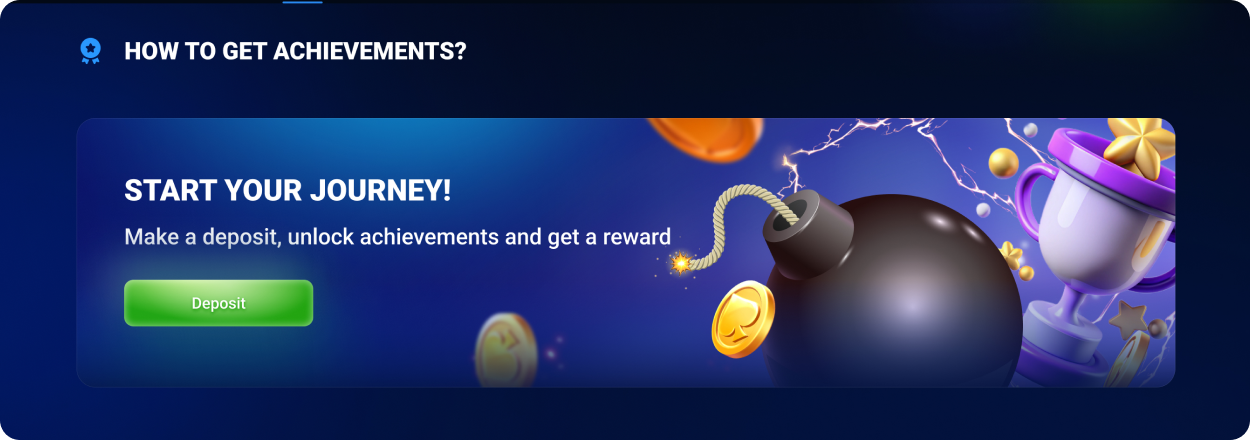 HOW TO GET ACHIEVEMENTS?
START YOUR JOURNEY!
Make a deposit, unlock achievements and get a reward
Deposit